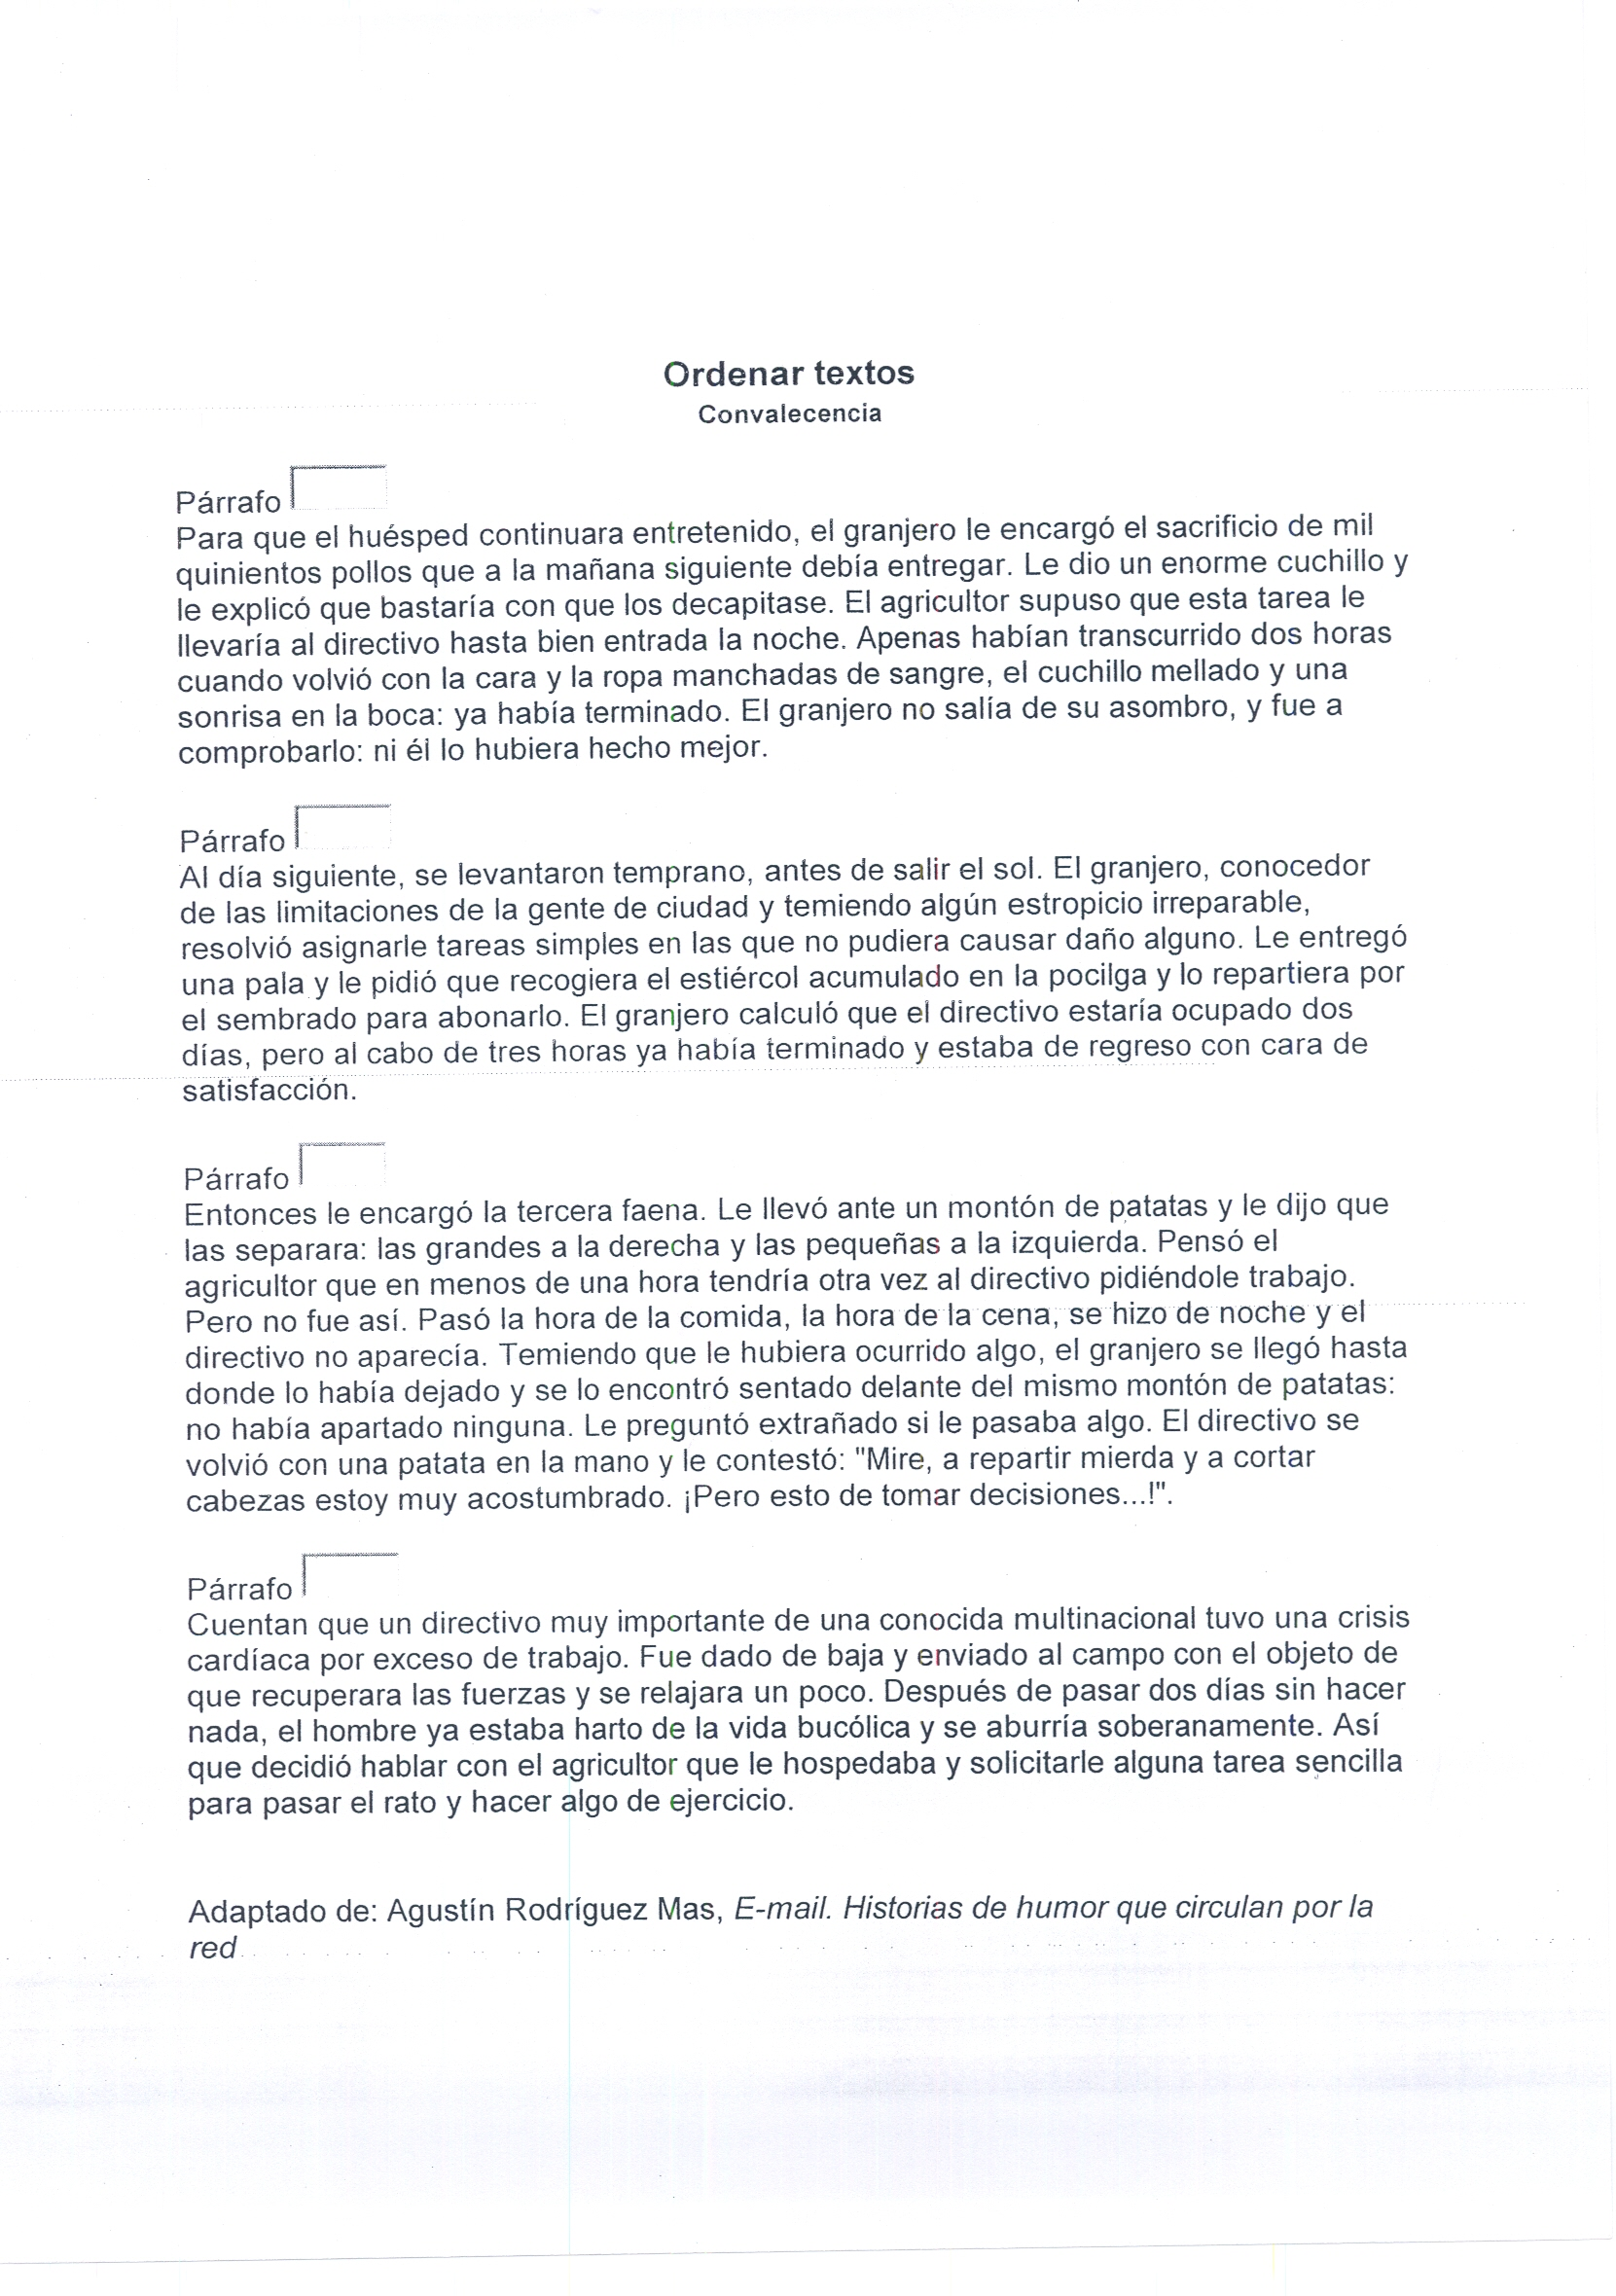 Ordenar textos
Convalecencia
Párrafo
Para que el huésped continuara entretenido, el granjero le encargó el sacrificio de mil
quinientos pollos que a la mañana siguiente debía entregar. Le dio un enorme cuchillo y
le explicó que bastaría con que los decapitase. El agricultor supuso que esta tarea le
llevaría al directivo hasta bien entrada la noche. Apenas habían transcurrido dos horas
cuando volvió con la cara y la ropa manchadas de sangre, el cuchillo mellado y una
sonrisa en la boca: ya había terminado. El granjero no salía de su asombro, y fue a
comprobarlo: ni él lo hubiera hecho mejor.
Párrafo
Al día siguiente, se levantaron temprano, antes de salir el sol. El granjero, conocedor
de las limitaciones de la gente de ciudad y temiendo algún estropicio irreparable,
resolvió asignarle tareas simples en las que no pudiera causar daño alguno. Le entregó
una pala y le pidió que recogiera el estiércol acumulado en la pocilga y lo repartiera por
el sembrado para abonarlo. El granjero calculó que el directivo estaría ocupado dos
días, pero al cabo de tres horas ya había terminado y estaba de regreso con cara de
satisfacción.
Párrafo
Entonces le encargó la tercera faena. Le llevó ante un montón de patatas y le dijo que
las separara: las grandes a la derecha y las pequeñas a la izquierda. Pensó el
agricultor que en menos de una hora tendría otra vez al directivo pidiéndole trabajo.
Pero no fue así. Pasó la hora de la comida, la hora de la cena, se hizo de noche y el
directivo no aparecía. Temiendo que le hubiera ocurrido algo, el granjero se llegó hasta
donde lo había dejado y se lo encontró sentado delante del mismo montón de patatas:
no había apartado ninguna. Le preguntó extrañado si le pasaba algo. El directivo se
volvió con una patata en la mano y le contestó: "Mire, a repartir mierda y a cortar
cabezas estoy muy acostumbrado. ¡Pero esto de tomar decisiones...!".
Párrafo
Cuentan que un directivo muy importante de una conocida multinacional tuvo una crisis
cardíaca por exceso de trabajo. Fue dado de baja y enviado al campo con el objeto de
que recuperara las fuerzas y se relajara un poco. Después de pasar dos días sin hacer
nada, el hombre ya estaba harto de la vida bucólica y se aburría soberanamente. Así
que decidió hablar con el agricultor que le hospedaba y solicitarle alguna tarea sencilla
para pasar el rato y hacer algo de ejercicio.
Adaptado de: Agustín Rodríguez Mas, E-mail. Historias de humor que circulan por la
red